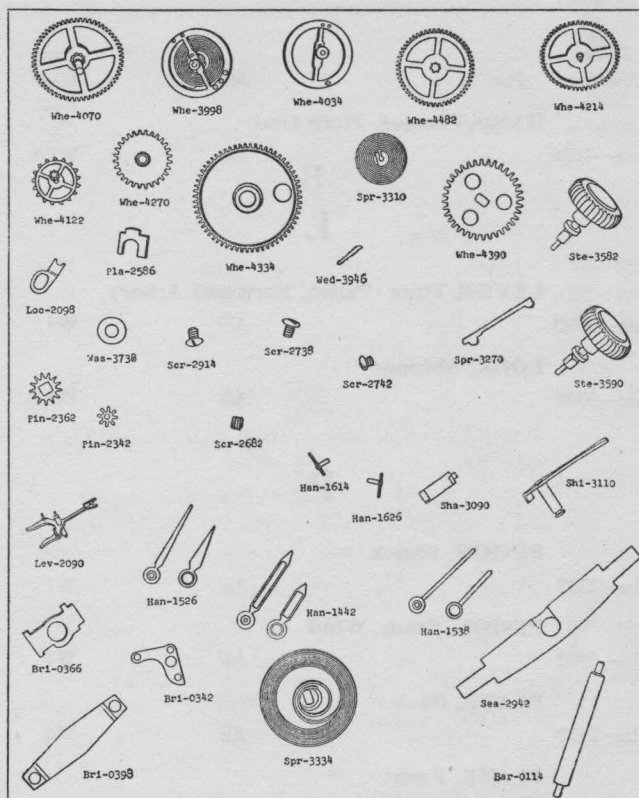 Whe-4070
Whe-3998
Whe-4034
Whe-4482
Whe-4214
Whe-4122
Whe-4270
Whe-4334
Spr-3310
Whe-4390
Ste-3582
Pla-2586
Wed-3946
Loo-2098
Was-3738
Scr-2914
Scr-2738
Scr-2742
Spr-3270
Ste-3590
Pin-2362
Pin-2342
Scr-2682
Han-1614
Han-1626
Sha-3090
Shi-3110
Lev-2090
Han-1526
Han-1442
Han-1538
Bri-0366
Bri-0342
Sea-2942
Bri-0398
Spr-3334
Bar-0114